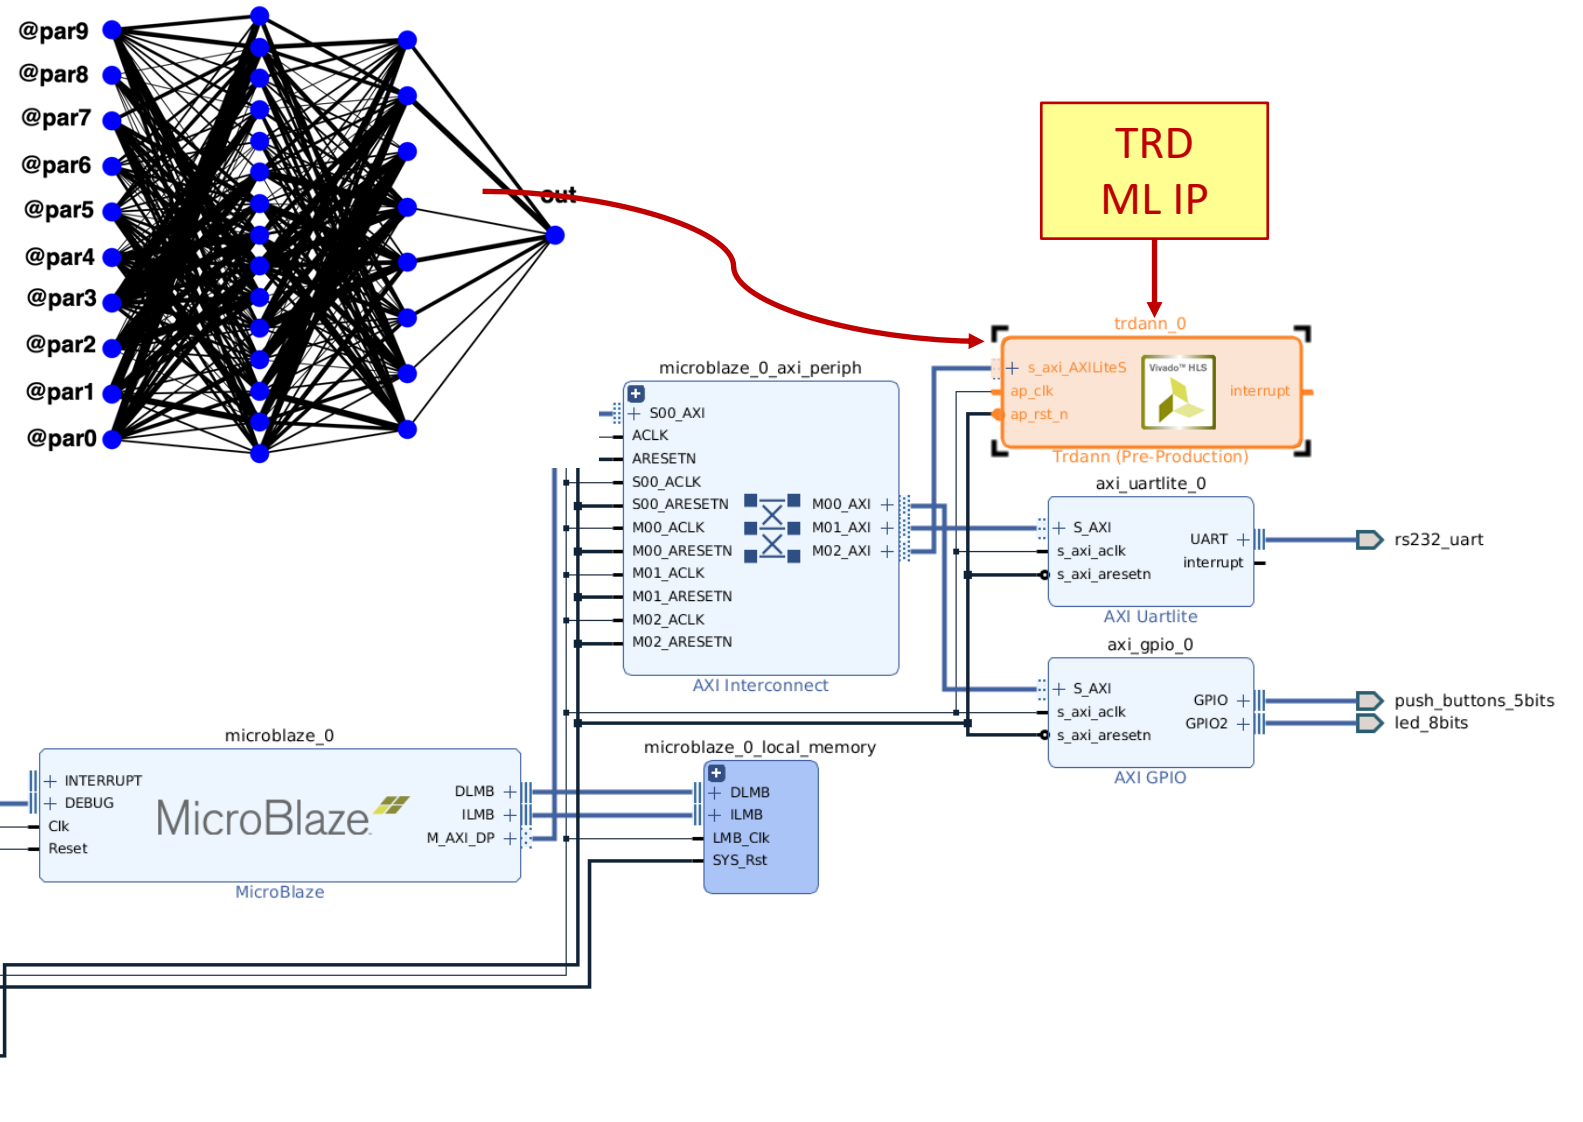 @par9
@par8
@par7
@par6
@par5
@par4
@par3
@par2
@par1
@par0
out
TRD
ML IP
trdann_0
s_axi_AXILiteS
ap_clk
ap_rst_n
Vivado™ HLS
interrupt
Trdann (Pre-Production)
microblaze_0_axi_periph
S00_AXI
ACLK
ARESETN
S00_ACLK
S00_ARESETN
M00_ACLK
M00_ARESETN
M01_ACLK
M01_ARESETN
M02_ACLK
M02_ARESETN
M00_AXI
M01_AXI
M02_AXI
AXI Interconnect
axi_uartlite_0
S_AXI
s_axi_aclk
s_axi_aresetn
UART
interrupt
AXI Uartlite
rs232_uart
axi_gpio_0
S_AXI
s_axi_aclk
s_axi_aresetn
GPIO
GPIO2
AXI GPIO
push_buttons_5bits
led_8bits
microblaze_0
INTERRUPT
DEBUG
Clk
Reset
MicroBlaze
DLMB
ILMB
M_AXI_DP
MicroBlaze
microblaze_0_local_memory
DLMB
ILMB
LMB_Clk
SYS_Rst